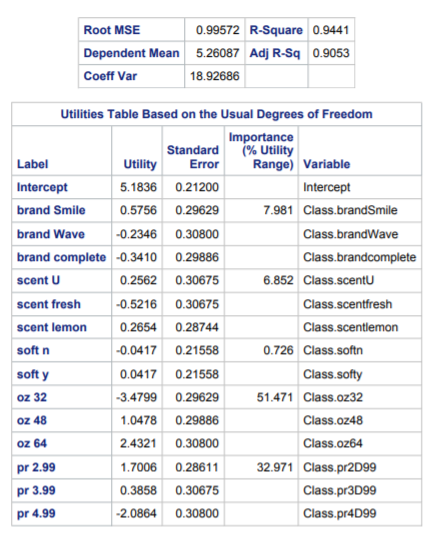 Root MSE 0.99572 R-Square 0.9441
Dependent Mean 5.26087 Adj R-Sq 0.9053
Coeff Var 18.92686
Utilities Table Based on the Usual Degrees of Freedom
Label Utility Standard Error Importance (% Utility Range) Variable
Intercept 5.1836 0.21200 Intercept
brand Smile 0.5756 0.29629 7.981 Class.brandSmile
brand Wave -0.2346 0.30800 Class.brandWave
brand complete -0.3410 0.29886 Class.brandcomplete
scent U 0.2562 0.30675 6.852 Class.scentU
scent fresh -0.5216 0.30675 Class.scentfresh
scent lemon 0.2654 0.28744 Class.scentlemon
soft n -0.0417 0.21558 0.726 Class.softn
soft y 0.0417 0.21558 Class.softy
oz 32 -3.4799 0.29629 51.471 Class.oz32
oz 48 1.0478 0.29886 Class.oz48
oz 64 2.4321 0.30800 Class.oz64
pr 2.99 1.7006 0.28611 32.971 Class.pr2D99
pr 3.99 0.3858 0.30675 Class.pr3D99
pr 4.99 -2.0864 0.30800 Class.pr4D99